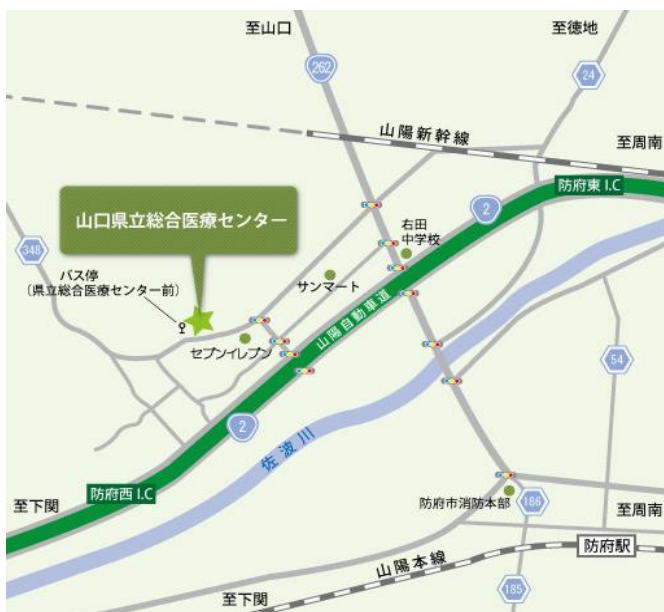 至山口
至徳地
262
24
山陽新幹線
至周南
防府東 I.C
2
山口県立総合医療センター
右田
中学校
348
バス停
(県立総合医療センター前)
サンマート
セブンイレブン
山陽自動車道
54
2
佐波川
防府西 I.C
至下関
防府市消防本部
186
至周南
防府駅
山陽本線
185
至下関